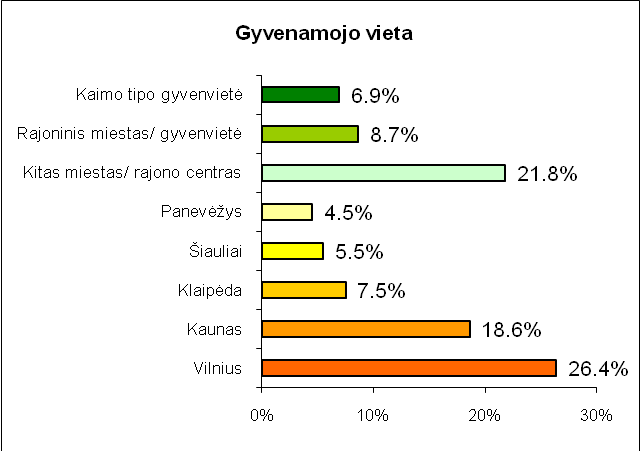 Gyvenamojo vieta
Kaimo tipo gyvenvietė 6.9%
Rajoninis miestas/ gyvenvietė 8.7%
Kitas miestas/ rajono centras 21.8%
Panevėžys 4.5%
Šiauliai 5.5%
Klaipėda 7.5%
Kaunas 18.6%
Vilnius 26.4%
0% 10% 20% 30%